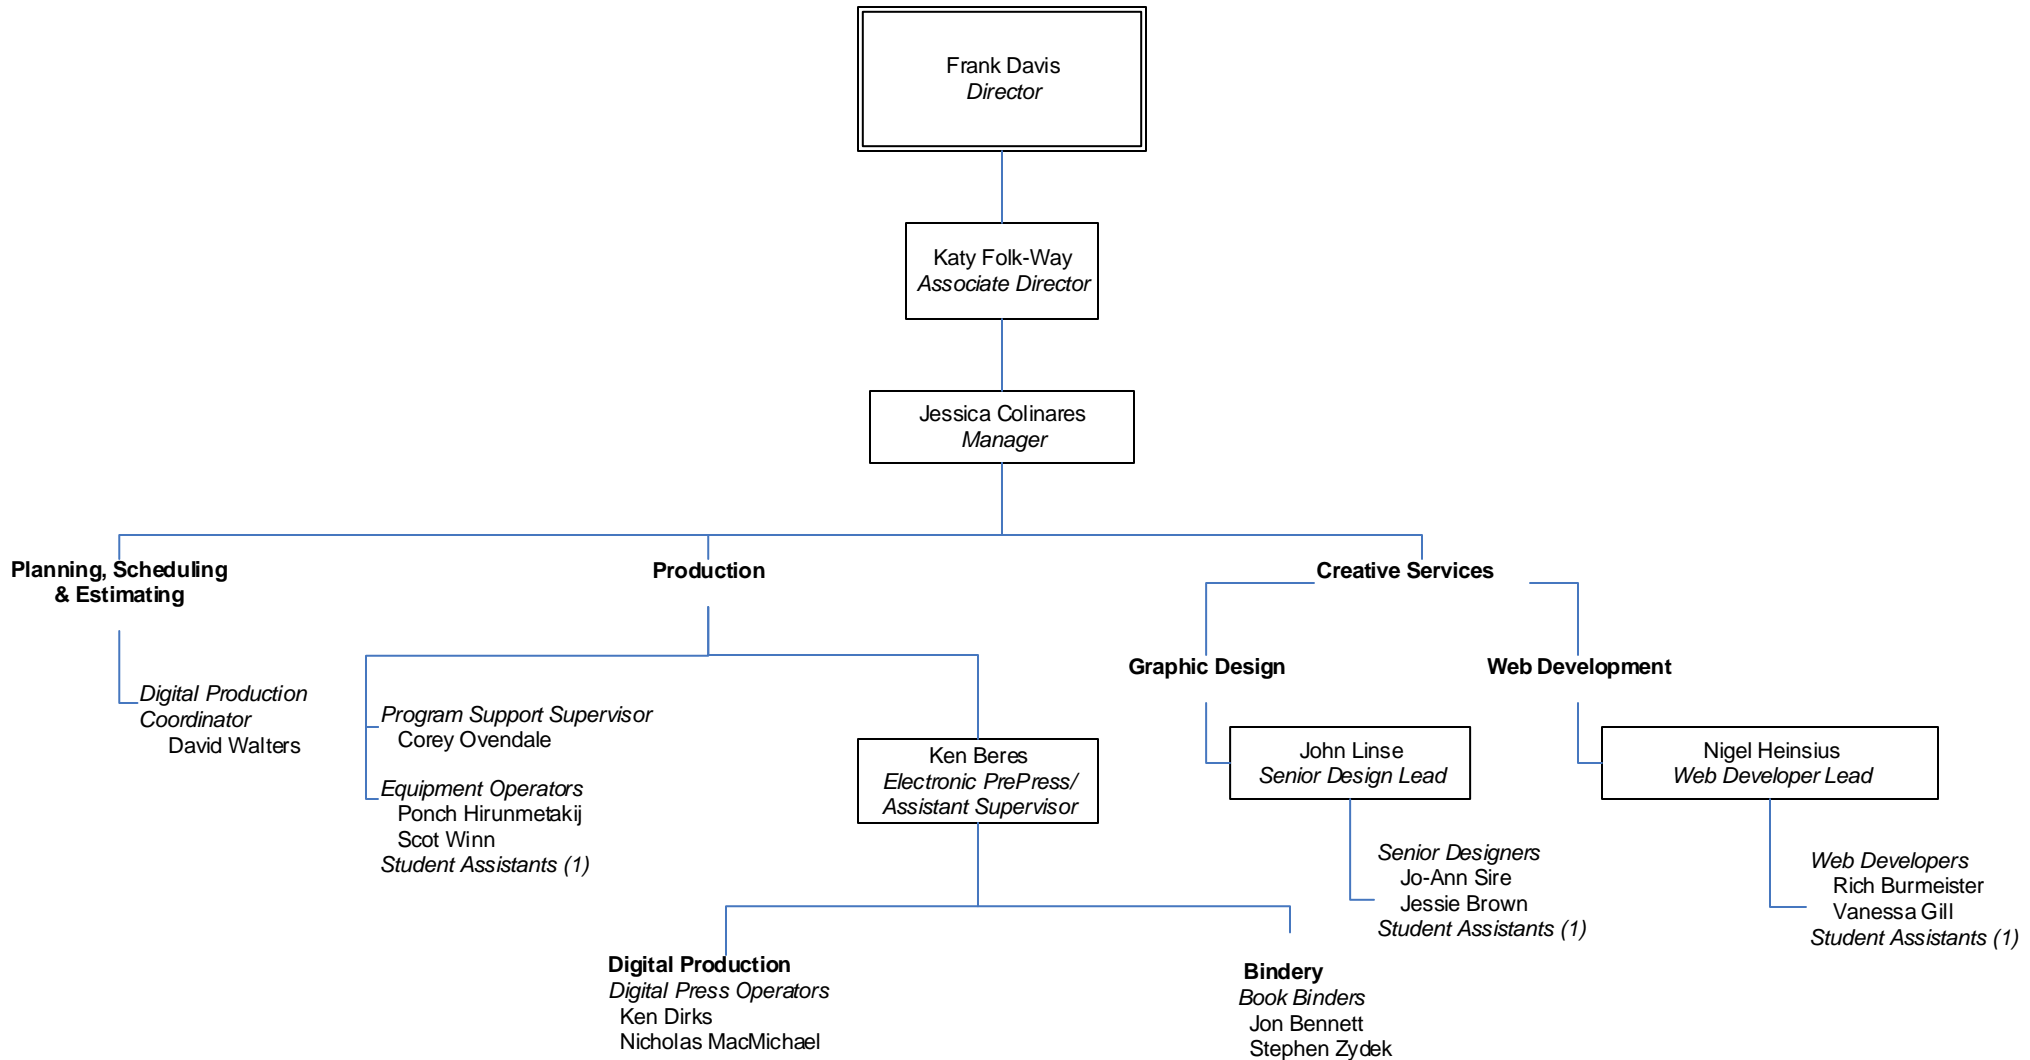 Frank Davis
Director
Katy Folk-Way
Associate Director
Jessica Colinares
Manager
Planning, Scheduling
& Estimating
Digital Production
Coordinator
David Walters
Production
Program Support Supervisor
Corey Ovendale
Equipment Operators
Ponch Hirunmetakij
Scot Winn
Student Assistants (1)
Ken Beres
Electronic PrePress/
Assistant Supervisor
Digital Production
Digital Press Operators
Ken Dirks
Nicholas MacMichael
Bindery
Book Binders
Jon Bennett
Stephen Zydek
Creative Services
Graphic Design
John Linse
Senior Design Lead
Senior Designers
Jo-Ann Sire
Jessie Brown
Student Assistants (1)
Web Development
Nigel Heinsius
Web Developer Lead
Web Developers
Rich Burmeister
Vanessa Gill
Student Assistants (1)